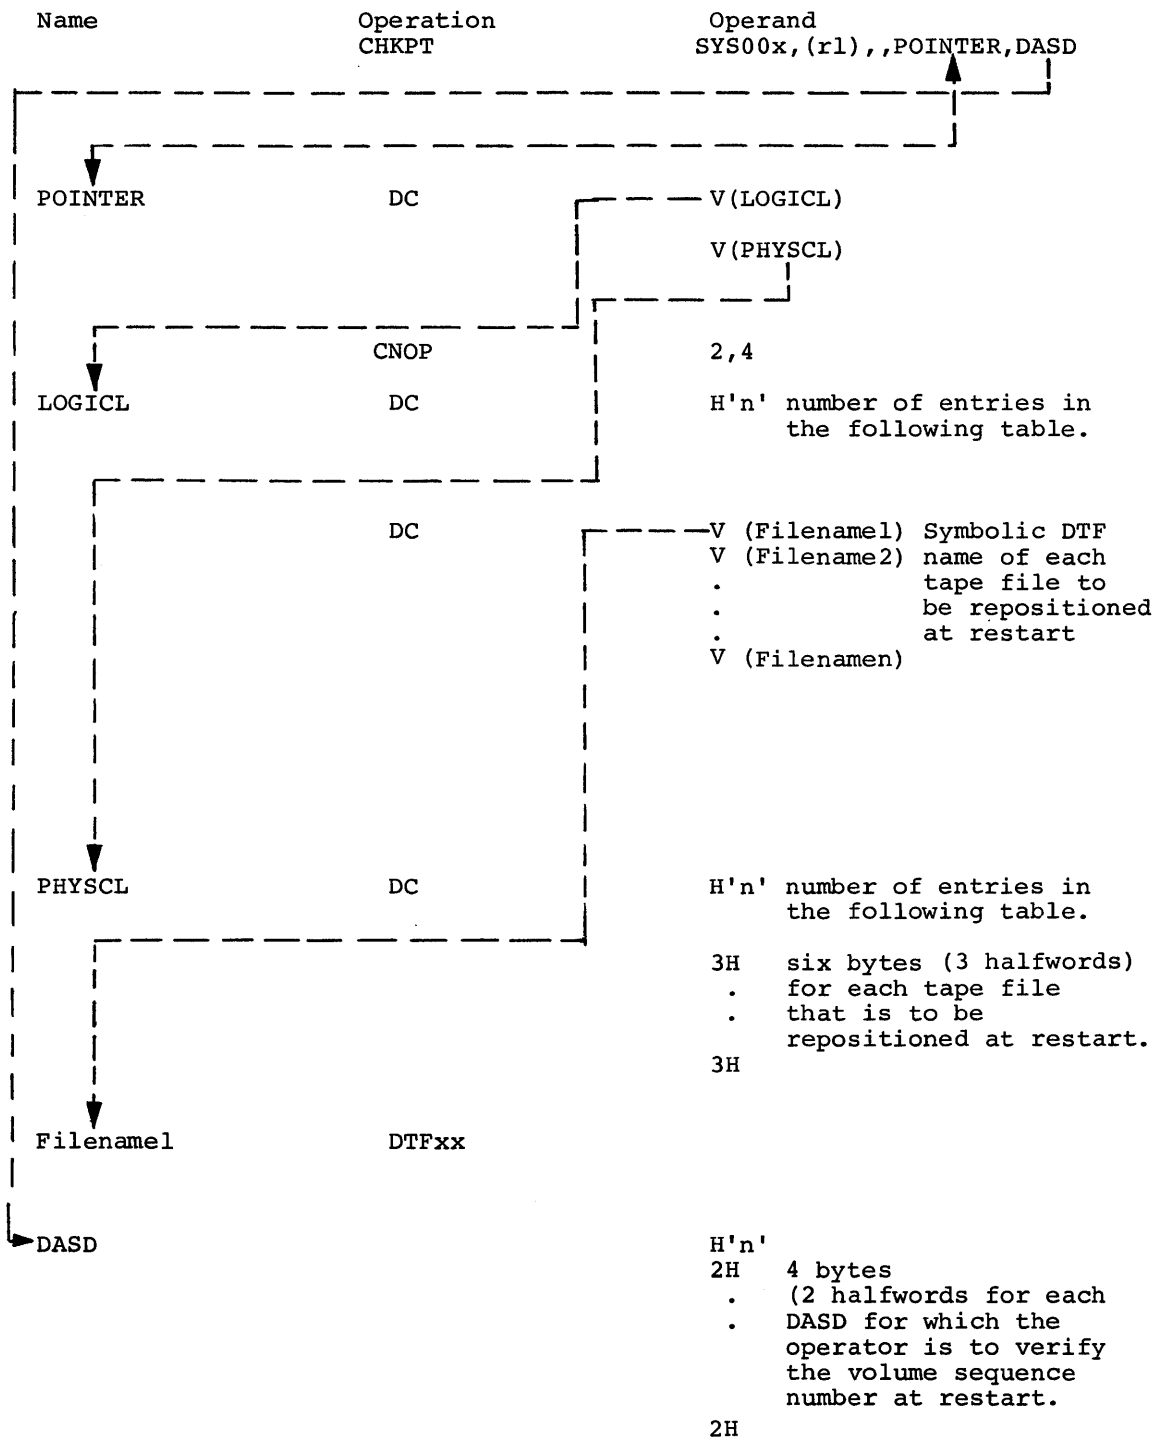 Name Operation Operand
CHKPT SYS00x,(r1),,POINTER,DASD
POINTER DC V(LOGICL)
V(PHYSCL)
CNOP 2,4
LOGICL DC H'n' number of entries in
the following table.
DC V (Filename1) Symbolic DTF
V (Filename2) name of each
. tape file to
. be repositioned
. at restart
V (Filenamen)
PHYSCL DC H'n' number of entries in
the following table.
3H six bytes (3 halfwords)
. for each tape file
. that is to be
repositioned at restart.
3H
Filename1 DTFxx
DASD H'n'
2H 4 bytes
. (2 halfwords for each
. DASD for which the
operator is to verify
the volume sequence
number at restart.
2H